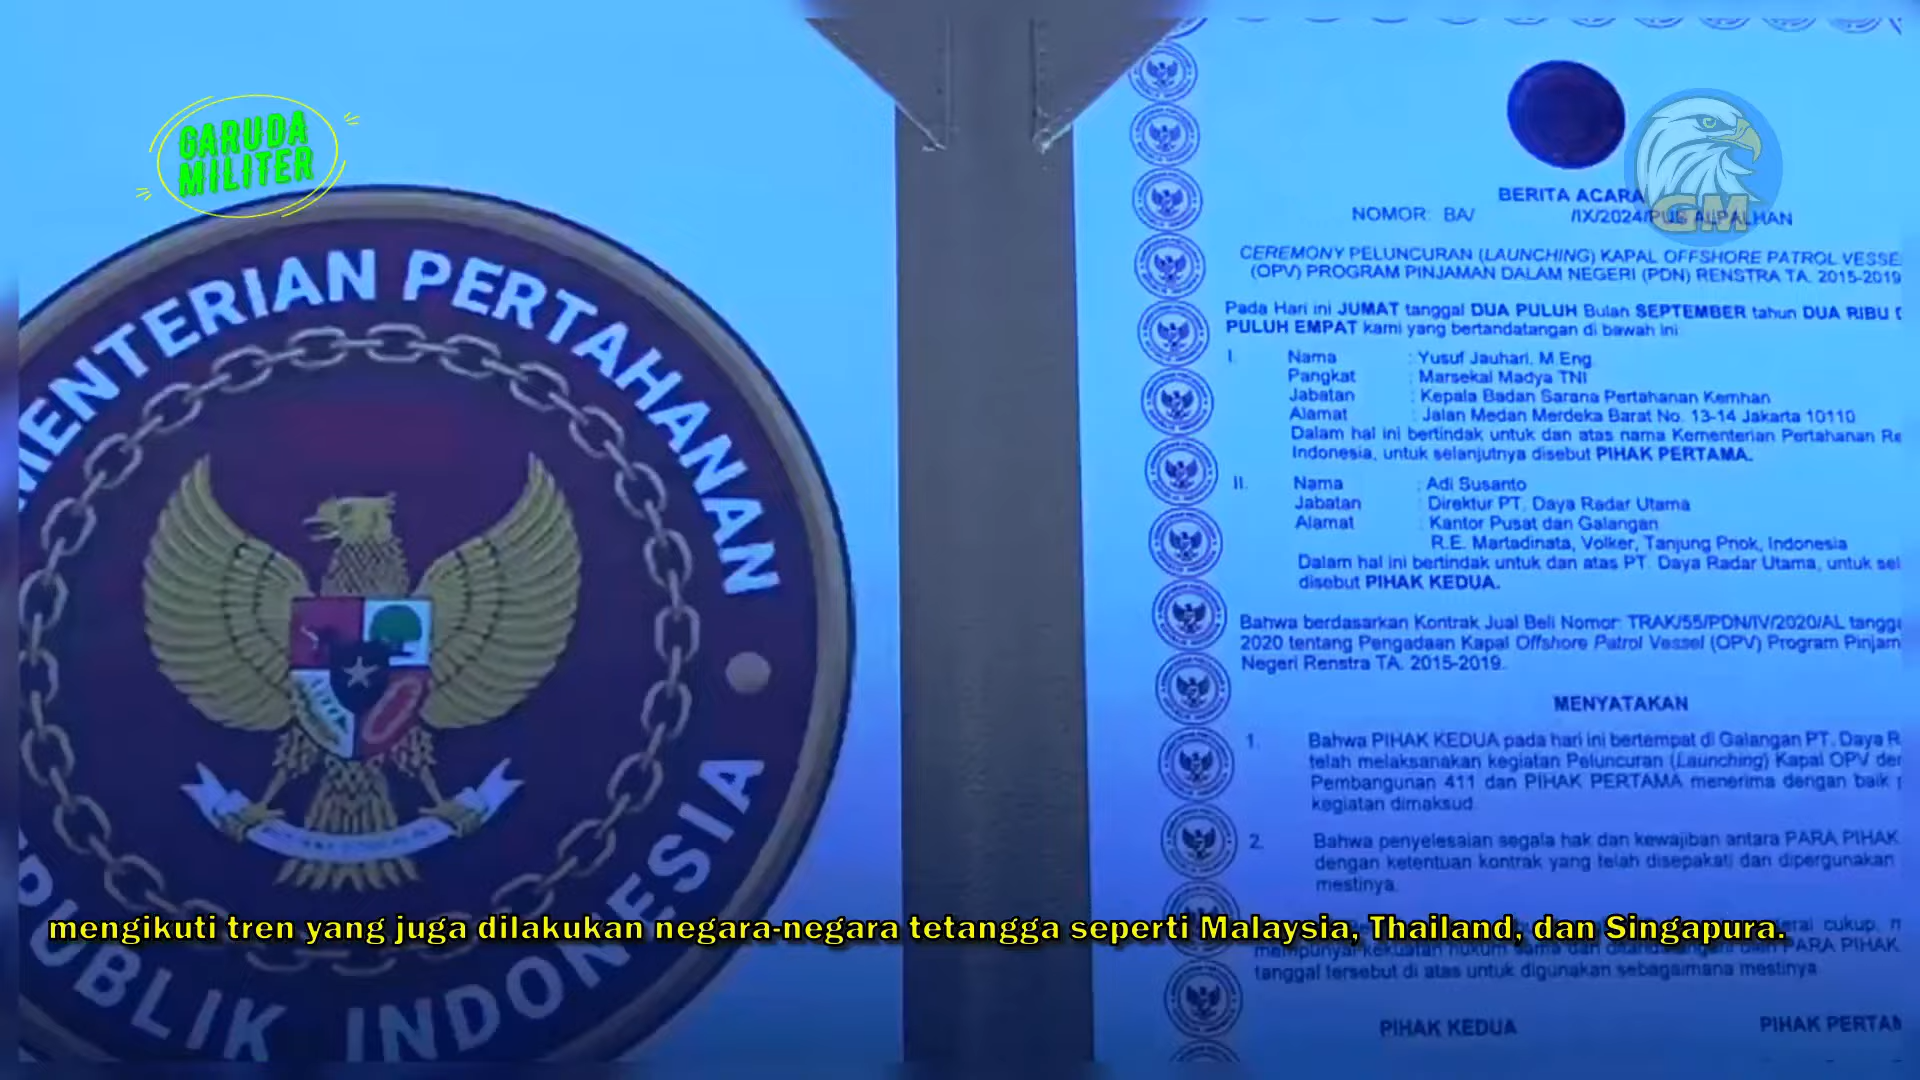 GARUDA
MILITER
KEMENTERIAN PERTAHANAN
REPUBLIK INDONESIA
GM
BERITA ACARA
NOMOR: BA/ /IX/2024/PUS ALPALHAN
CEREMONY PELUNCURAN (LAUNCHING) KAPAL OFFSHORE PATROL VESSE
(OPV) PROGRAM PINJAMAN DALAM NEGERI (PDN) RENSTRA TA. 2015-2019
Pada Hari ini JUMAT tanggal DUA PULUH Bulan SEPTEMBER tahun DUA RIBU
PULUH EMPAT kami yang bertandatangan di bawah ini
I. Nama : Yusuf Jauhari, M.Eng.
Pangkat : Marsekal Madya TNI
Jabatan : Kepala Badan Sarana Pertahanan Kemhan
Alamat : Jalan Medan Merdeka Barat No. 13-14 Jakarta 10110
Dalam hal ini bertindak untuk dan atas nama Kementerian Pertahanan Re
Indonesia, untuk selanjutnya disebut PIHAK PERTAMA.
II. Nama : Adi Susanto
Jabatan : Direktur PT. Daya Radar Utama
Alamat : Kantor Pusat dan Galangan
R.E. Martadinata, Volker, Tanjung Priok, Indonesia
Dalam hal ini bertindak untuk dan atas PT. Daya Radar Utama, untuk sel
disebut PIHAK KEDUA.
Bahwa berdasarkan Kontrak Jual Beli Nomor: TRAK/55/PDN/IV/2020/AL tangga
2020 tentang Pengadaan Kapal Offshore Patrol Vessel (OPV) Program Pinjam
Negeri Renstra TA. 2015-2019.
MENYATAKAN
1. Bahwa PIHAK KEDUA pada hari ini bertempat di Galangan PT. Daya R
telah melaksanakan kegiatan Peluncuran (Launching) Kapal OPV de
Pembangunan 411 dan PIHAK PERTAMA menerima dengan baik
kegiatan dimaksud.
2. Bahwa penyelesaian segala hak dan kewajiban antara PARA PIHAK
dengan ketentuan kontrak yang telah disepakati dan dipergunakan
mestinya.
mengikuti tren yang juga dilakukan negara-negara tetangga seperti Malaysia, Thailand, dan Singapura.
cukup,
PARA PIHAK
tanggal tersebut di atas untuk digunakan sebagaimana mestinya
PIHAK KEDUA PIHAK PERTAM